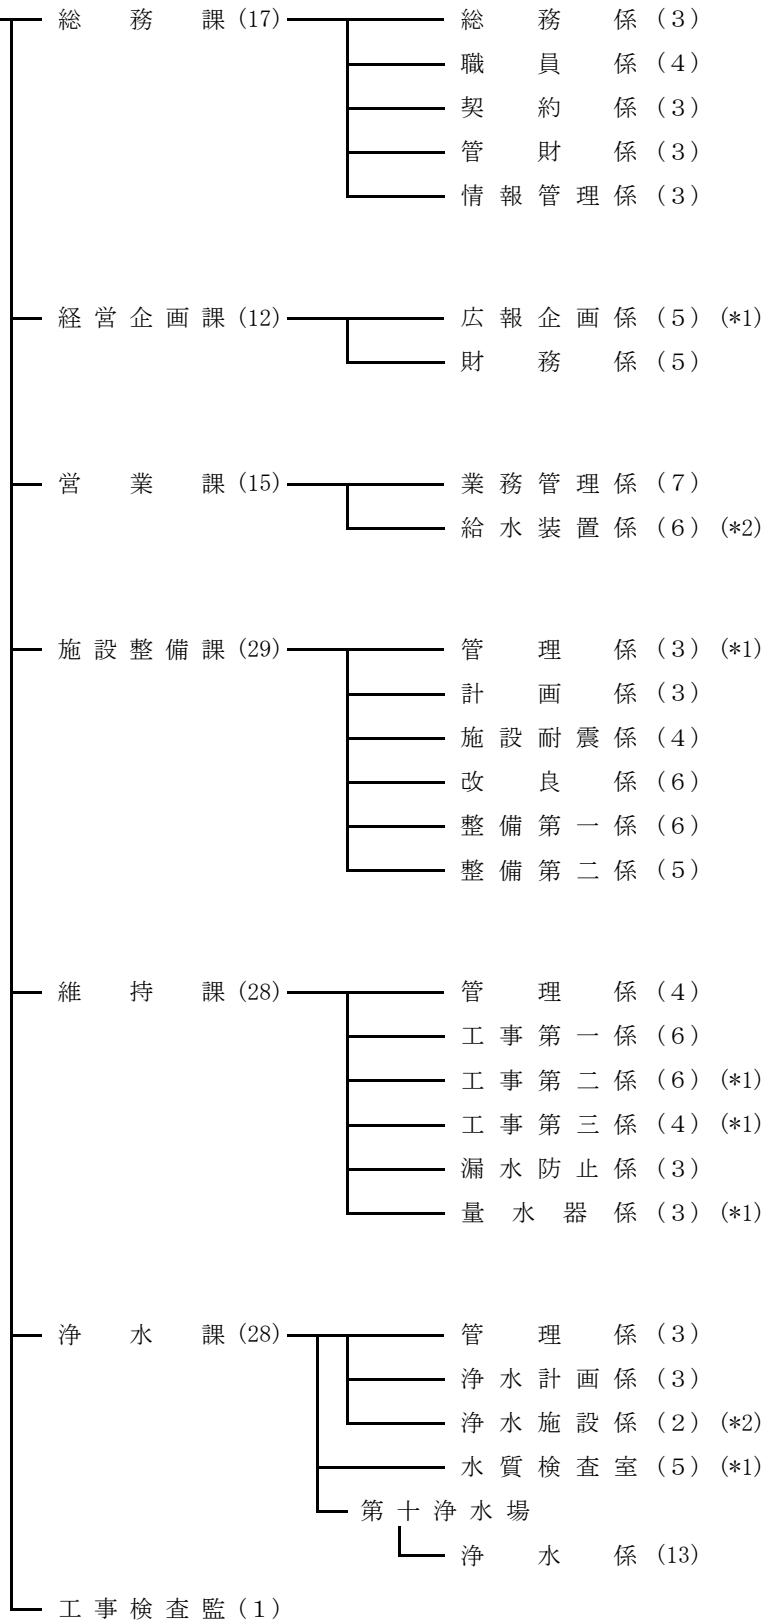 総務課(17) 総務係(3)
職員係(4)
契約係(3)
管財係(3)
情報管理係(3)
経営企画課(12) 広報企画係(5) (*1)
財務係(5)
営業課(15) 業務管理係(7)
給水装置係(6) (*2)
施設整備課(29) 管理係(3) (*1)
計画係(3)
施設耐震係(4)
改良係(6)
整備第一係(6)
整備第二係(5)
維持課(28) 管理係(4)
工事第一係(6)
工事第二係(6) (*1)
工事第三係(4) (*1)
漏水防止係(3)
量水器係(3) (*1)
浄水課(28) 管理係(3)
浄水計画係(3)
浄水施設係(2) (*2)
水質検査室(5) (*1)
第十浄水場
浄水係(13)
工事検査監(1)